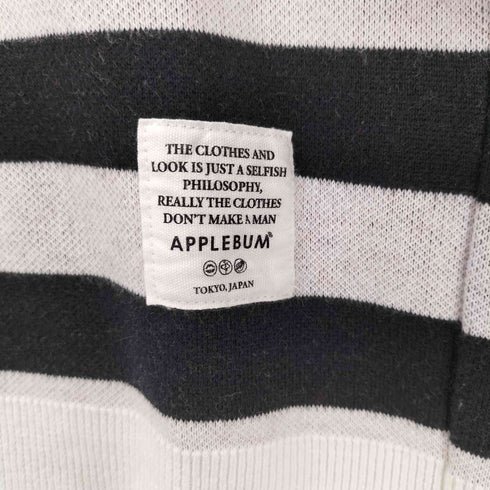 THE CLOTHES AND
LOOK IS JUST A SELFISH
PHILOSOPHY,
REALLY THE CLOTHES
DON'T MAKE A MAN
APPLEBUM®
TOKYO, JAPAN